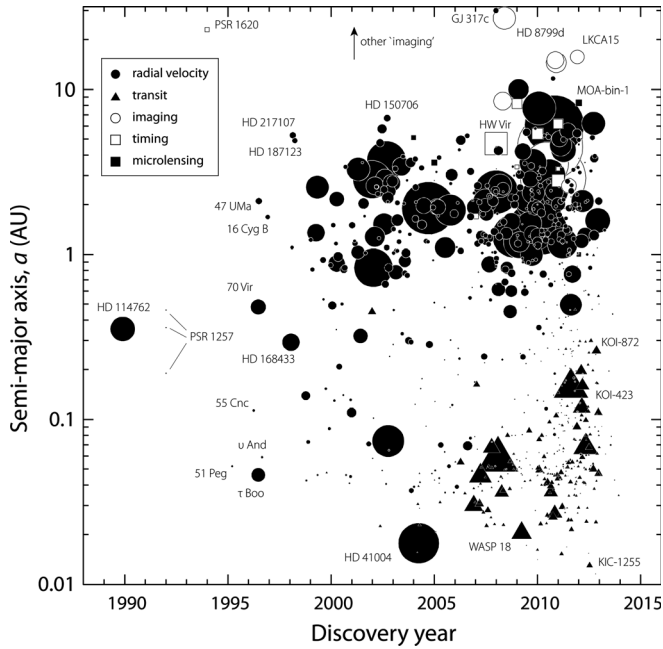 PSR 1620
other `imaging'
GJ 317c
HD 8799d
LKCA15
radial velocity
transit
imaging
timing
microlensing
MOA-bin-1
HD 150706
HD 217107
HW Vir
HD 187123
47 UMa
16 Cyg B
70 Vir
HD 114762
PSR 1257
HD 168433
KOI-872
55 Cnc
KOI-423
υ And
51 Peg
τ Boo
HD 41004
WASP 18
KIC-1255
10
1
0.1
0.01
Semi-major axis, a (AU)
1990
1995
2000
2005
2010
2015
Discovery year